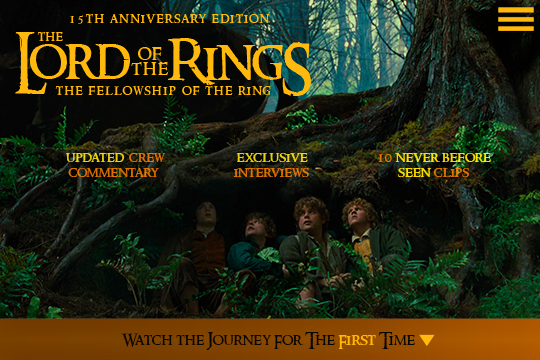 15TH ANNIVERSARY EDITION
THE
LORD OF THE RINGS
THE FELLOWSHIP OF THE RING
UPDATED CREW COMMENTARY
EXCLUSIVE INTERVIEWS
10 NEVER BEFORE SEEN CLIPS
WATCH THE JOURNEY FOR THE FIRST TIME